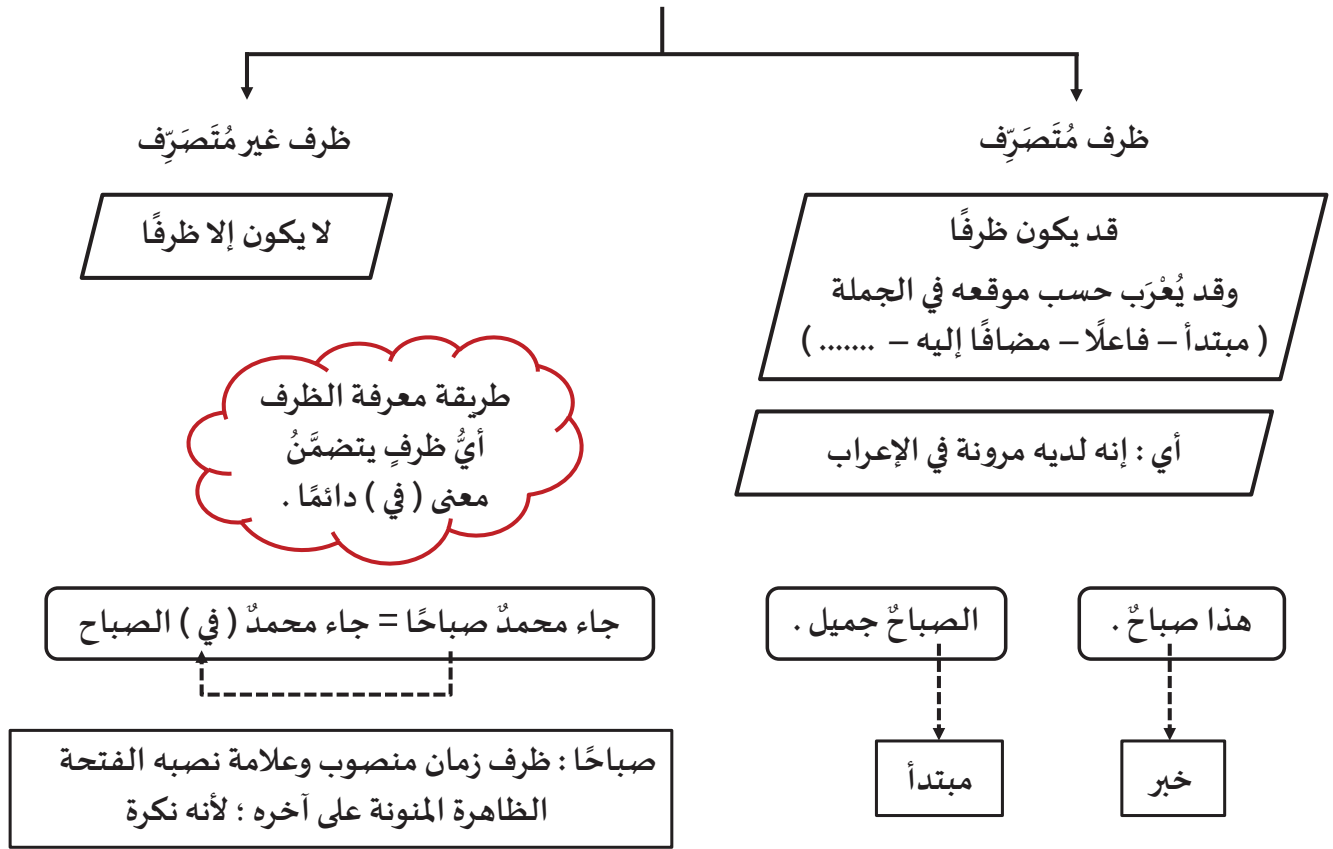 ظرف مُتَصَرِّف
ظرف غير مُتَصَرِّف
قد يكون ظرفًا
وقد يُعْرَب حسب موقعه في الجملة
( مبتدأ – فاعلًا – مضافًا إليه – ....... )
لا يكون إلا ظرفًا
أي : إنه لديه مرونة في الإعراب
طريقة معرفة الظرف
أيُّ ظرفٍ يتضمَّنُ
معنى ( في ) دائمًا .
هذا صباحٌ .
الصباحٌ جميل .
جاء محمدٌ صباحًا = جاء محمدٌ ( في ) الصباح
خبر
مبتدأ
صباحًا : ظرف زمان منصوب وعلامة نصبه الفتحة
الظاهرة المنونة على آخره ؛ لأنه نكرة